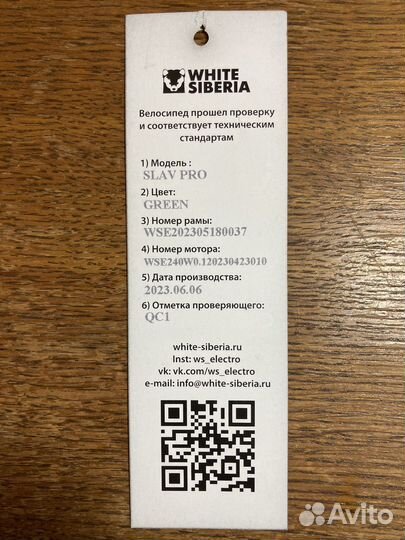 WHITE
SIBERIA
Велосипед прошел проверку
и соответствует техническим
стандартам
1) Модель :
SLAV PRO
2) Цвет:
GREEN
3) Номер рамы:
WSE202305180037
4) Номер мотора:
WSE240W0.120230423010
5) Дата производства:
2023.06.06
6) Отметка проверяющего:
QC1
white-siberia.ru
Inst: ws_electro
vk: vk.com/ws_electro
e-mail: info@white-siberia.ru
Avito